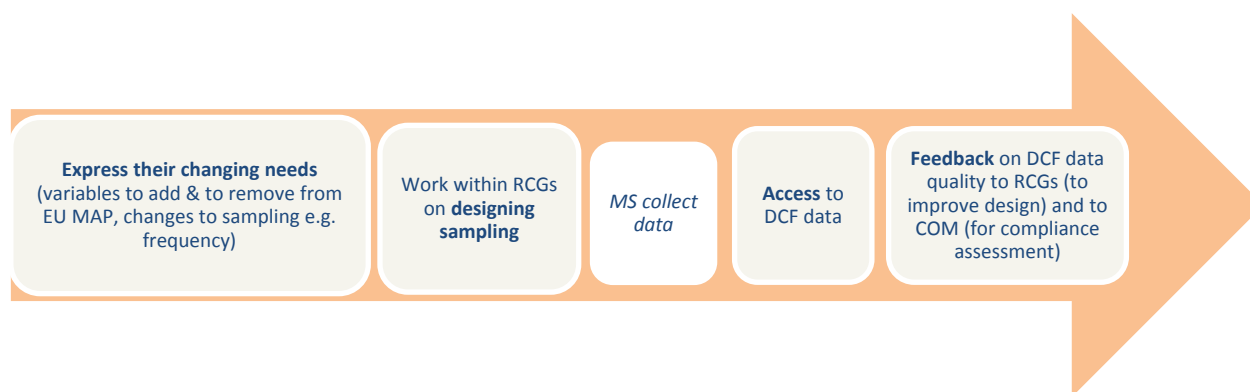 Express their changing needs
(variables to add & to remove from
EU MAP, changes to sampling e.g.
frequency)
Work within RCGs
on designing
sampling
MS collect
data
Access to
DCF data
Feedback on DCF data
quality to RCGs (to
improve design) and to
COM (for compliance
assessment)